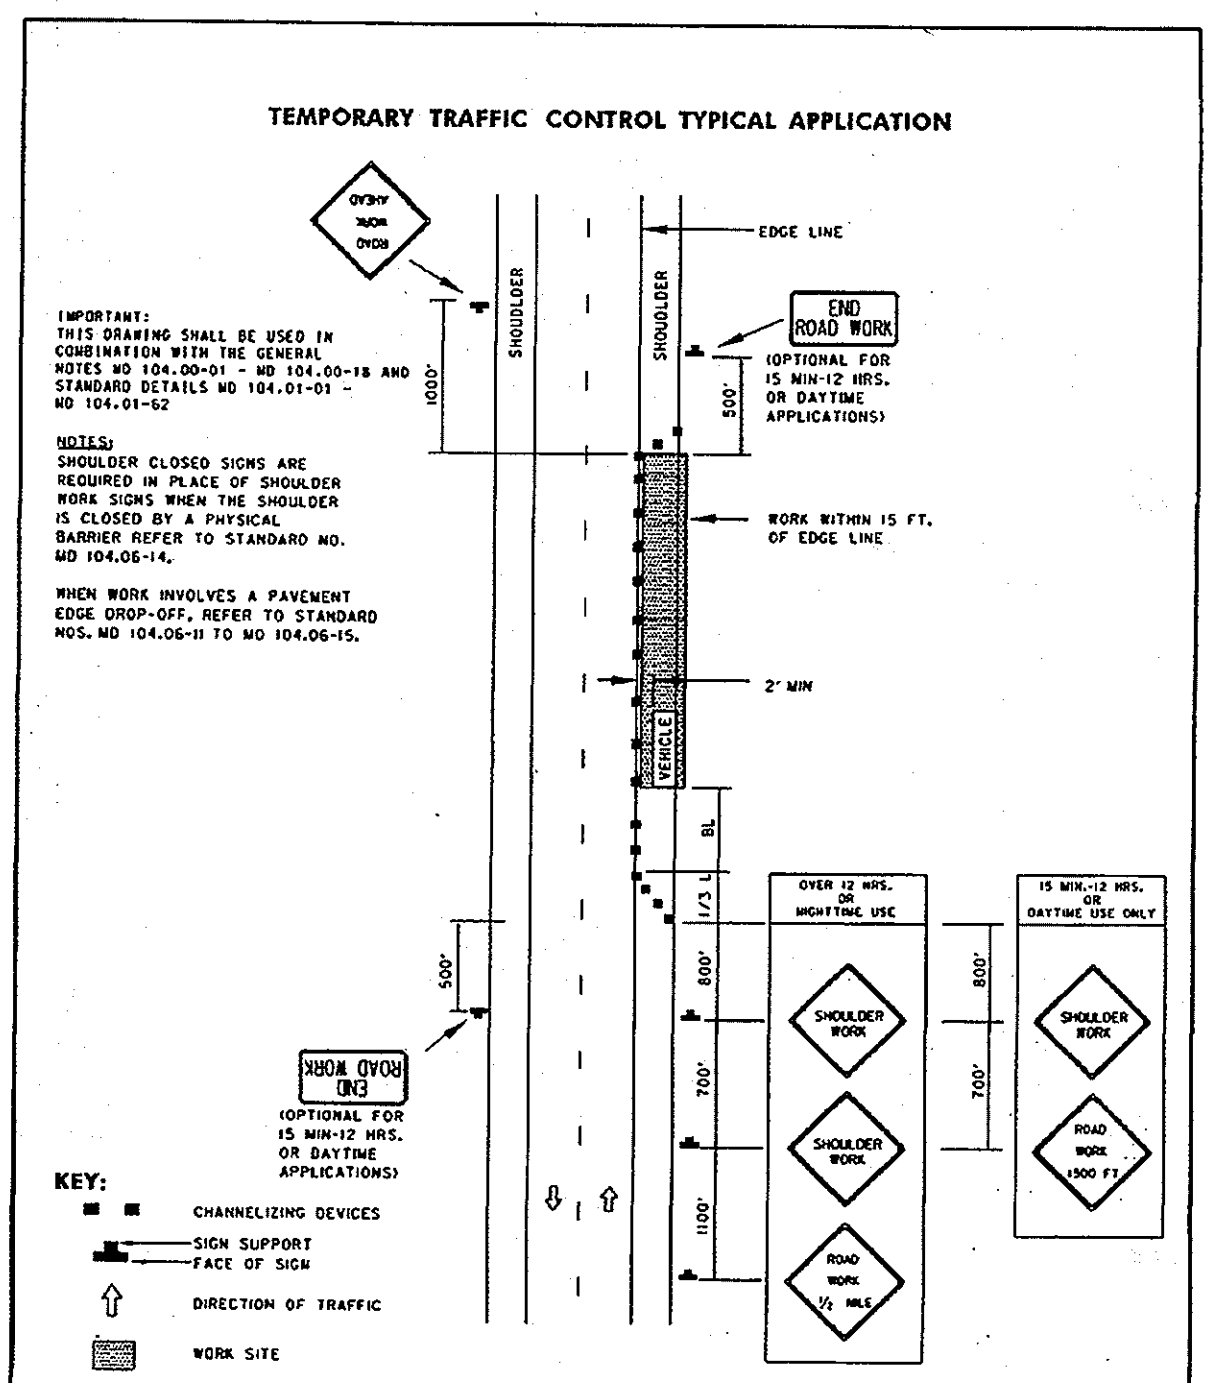 TEMPORARY TRAFFIC CONTROL TYPICAL APPLICATION
ROAD
WORK
AHEAD
EDGE LINE
SHOUDLDER
SHOUDLDER
END
ROAD WORK
(OPTIONAL FOR
15 MIN-12 HRS.
OR DAYTIME
APPLICATIONS)
1000'
500'
IMPORTANT:
THIS DRAWING SHALL BE USED IN
COMBINATION WITH THE GENERAL
NOTES MD 104.00-01 - MD 104.00-18 AND
STANDARD DETAILS MD 104.01-01 -
MD 104.01-62
NOTES:
SHOULDER CLOSED SIGNS ARE
REQUIRED IN PLACE OF SHOULDER
WORK SIGNS WHEN THE SHOULDER
IS CLOSED BY A PHYSICAL
BARRIER REFER TO STANDARD NO.
MD 104.06-14.
WHEN WORK INVOLVES A PAVEMENT
EDGE DROP-OFF, REFER TO STANDARD
NOS. MD 104.06-11 TO MD 104.06-15.
WORK WITHIN 15 FT.
OF EDGE LINE
2' MIN
VEHICLE
BL
1/3 L
800'
700'
1100'
500'
END
ROAD WORK
(OPTIONAL FOR
15 MIN-12 HRS.
OR DAYTIME
APPLICATIONS)
OVER 12 HRS.
OR
NIGHTTIME USE
SHOULDER
WORK
SHOULDER
WORK
ROAD
WORK
1/2 MILE
800'
700'
15 MIN.-12 HRS.
OR
DAYTIME USE ONLY
SHOULDER
WORK
ROAD
WORK
1500 FT
KEY:
CHANNELIZING DEVICES
SIGN SUPPORT
FACE OF SIGN
DIRECTION OF TRAFFIC
WORK SITE